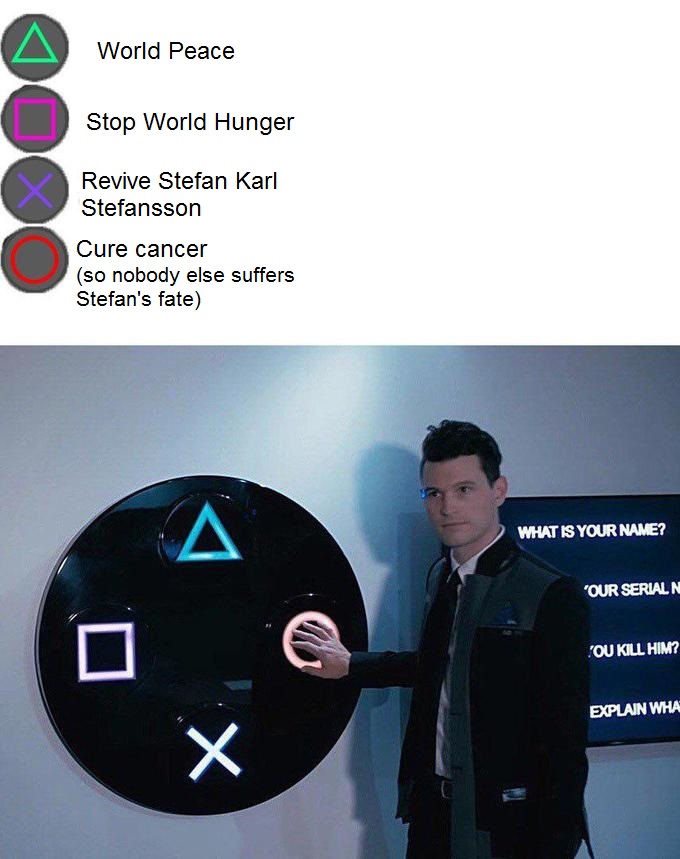 World Peace
Stop World Hunger
Revive Stefan Karl
Stefansson
Cure cancer
(so nobody else suffers
Stefan's fate)
WHAT IS YOUR NAME?
OUR SERIAL N
OU KILL HIM?
EXPLAIN WHA